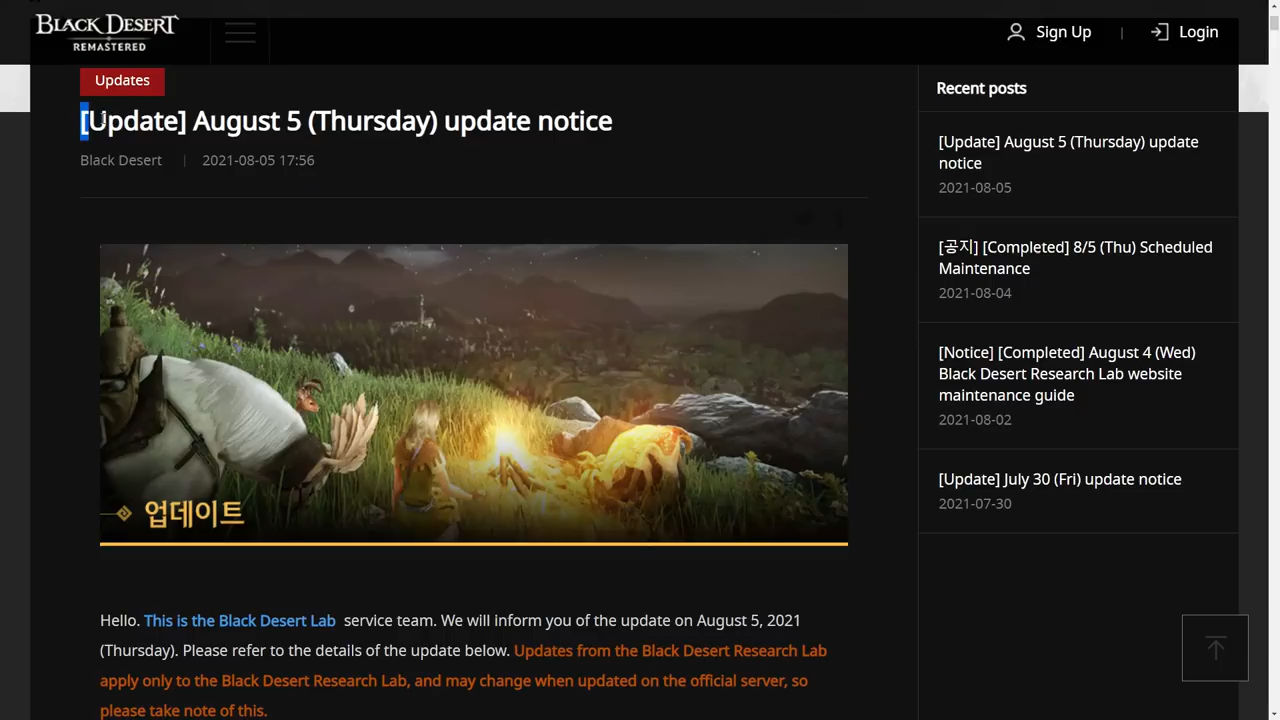 BLACK DESERT
REMASTERED
Sign Up
Login
Updates
[Update] August 5 (Thursday) update notice
Black Desert
2021-08-05 17:56
업데이트
Hello. This is the Black Desert Lab service team. We will inform you of the update on August 5, 2021
(Thursday). Please refer to the details of the update below. Updates from the Black Desert Research Lab
apply only to the Black Desert Research Lab, and may change when updated on the official server, so
please take note of this.
Recent posts
[Update] August 5 (Thursday) update
notice
2021-08-05
[공지] [Completed] 8/5 (Thu) Scheduled
Maintenance
2021-08-04
[Notice] [Completed] August 4 (Wed)
Black Desert Research Lab website
maintenance guide
2021-08-02
[Update] July 30 (Fri) update notice
2021-07-30